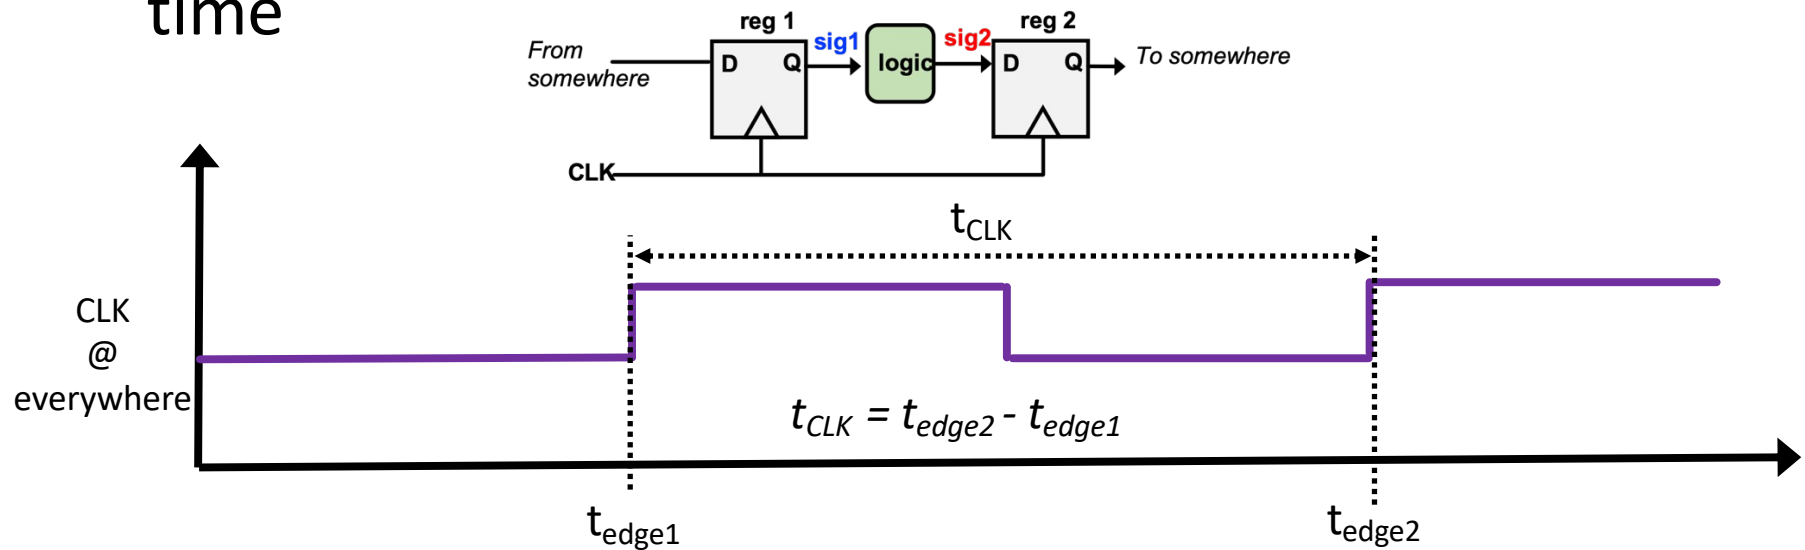 time
reg 1
reg 2
From
somewhere
D
Q
sig1
logic
sig2
D
Q
To somewhere
CLK
tCLK
CLK
@
everywhere
tCLK = tedge2 - tedge1
tedge1
tedge2